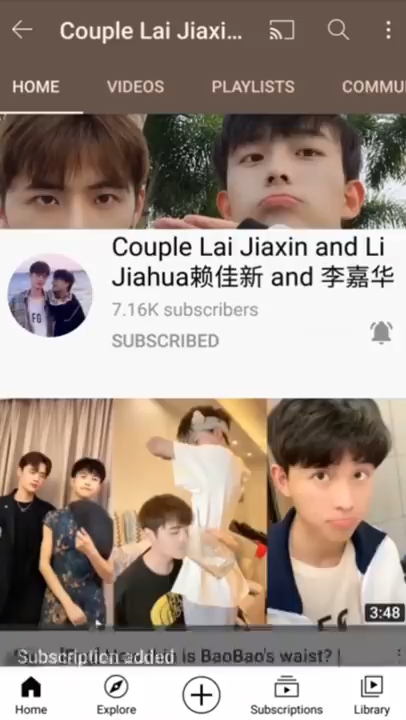 Couple Lai Jiaxi...
HOME VIDEOS PLAYLISTS COMMU
Couple Lai Jiaxin and Li
Jiahua赖佳新 and 李嘉华
7.16K subscribers
SUBSCRIBED
FG
3:48
Subscription added
is BaoBao's waist? |
Home Explore Subscriptions Library